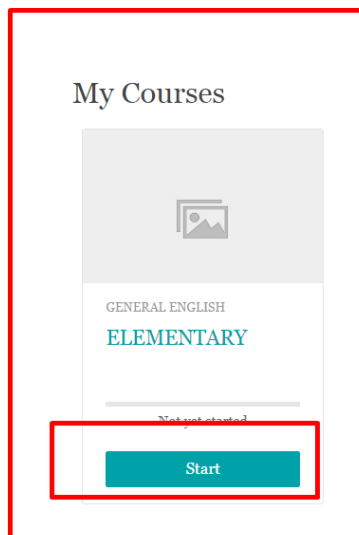 My Courses
GENERAL ENGLISH
ELEMENTARY
Not yet started
Start